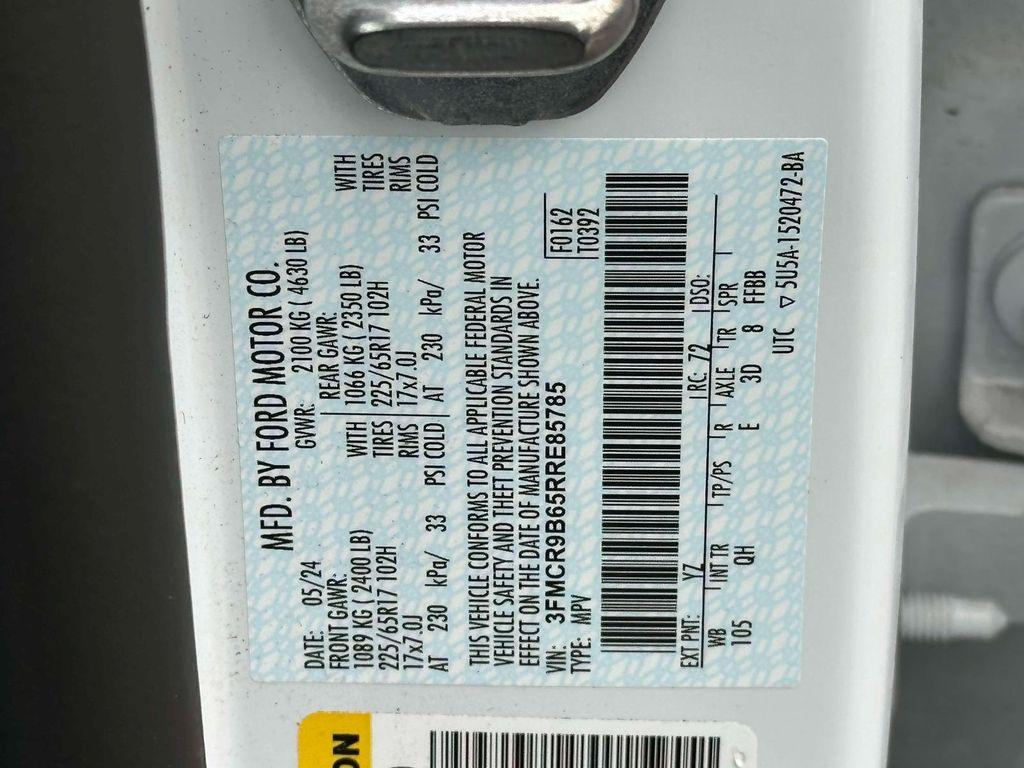 MFD. BY FORD MOTOR CO.
DATE: 05/24 GVWR: 2100 KG ( 4630 LB)
FRONT GAWR: REAR GAWR:
1089 KG ( 2400 LB) WITH 1066 KG ( 2350 LB) WITH
225/65R17 102H TIRES 225/65R17 102H TIRES
17x7.0J RIMS 17x7.0J RIMS
AT 230 kPa/ 33 PSI COLD AT 230 kPa/ 33 PSI COLD
THIS VEHICLE CONFORMS TO ALL APPLICABLE FEDERAL MOTOR
VEHICLE SAFETY AND THEFT PREVENTION STANDARDS IN
EFFECT ON THE DATE OF MANUFACTURE SHOWN ABOVE.
VIN: 3FMCR9B65RRE85785 F0162
TYPE: MPV T0392
EXT PNT: YZ RC: 72 DSO:
WB INT TR TP/PS R AXLE TR SPR
105 QH E 3D 8 FFBB
UTC ▽ 5U5A-1520472-BA
ON